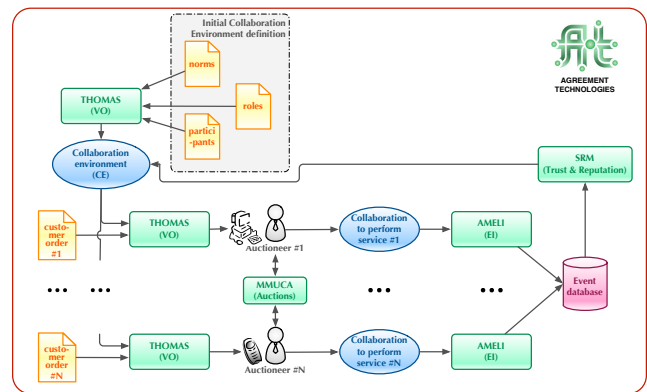 Initial Collaboration
Environment definition
norms
THOMAS
(VO)
roles
partici
-pants
AGREEMENT
TECHNOLOGIES
Collaboration
environment
(CE)
SRM
(Trust & Reputation)
custo-
mer
order
#1
THOMAS
(VO)
Auctioneer #1
Collaboration
to perform
service #1
AMELI
(EI)
MMUCA
(Auctions)
Event
database
custo-
mer
order
#N
THOMAS
(VO)
Auctioneer #N
Collaboration
to perform
service #N
AMELI
(EI)